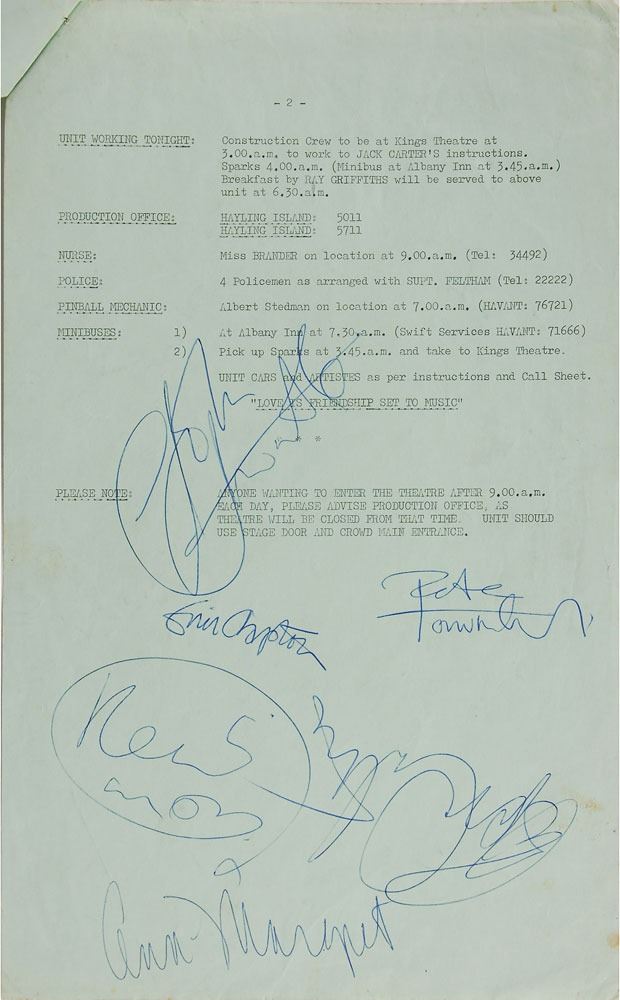 - 2 -
UNIT WORKING TONIGHT: Construction Crew to be at Kings Theatre at
3.00.a.m. to work to JACK CARTER'S instructions.
Sparks 4.00.a.m. (Minibus at Albany Inn at 3.45.a.m.)
Breakfast by RAY GRIFFITHS will be served to above
unit at 6.30.a.m.
PRODUCTION OFFICE: HAYLING ISLAND: 5011
HAYLING ISLAND: 5711
NURSE: Miss BRANDER on location at 9.00.a.m. (Tel: 34492)
POLICE: 4 Policemen as arranged with SUPT. FELTHAM (Tel: 22222)
PINBALL MECHANIC: Albert Stedman on location at 7.00.a.m. (HAVANT: 76721)
MINIBUSES: 1) At Albany Inn at 7.30.a.m. (Swift Services HAVANT: 71666)
2) Pick up Sparks at 3.45.a.m. and take to Kings Theatre.
UNIT CARS and ARTISTES as per instructions and Call Sheet.
"LOVE IS FRIENDSHIP SET TO MUSIC"
* *
PLEASE NOTE: ANYONE WANTING TO ENTER THE THEATRE AFTER 9.00.a.m.
EACH DAY, PLEASE ADVISE PRODUCTION OFFICE, AS
THEATRE WILL BE CLOSED FROM THAT TIME. UNIT SHOULD
USE STAGE DOOR AND CROWD MAIN ENTRANCE.
John
Pete
Eric Clapton
Townshend
Keith
moon
Ann-Margret